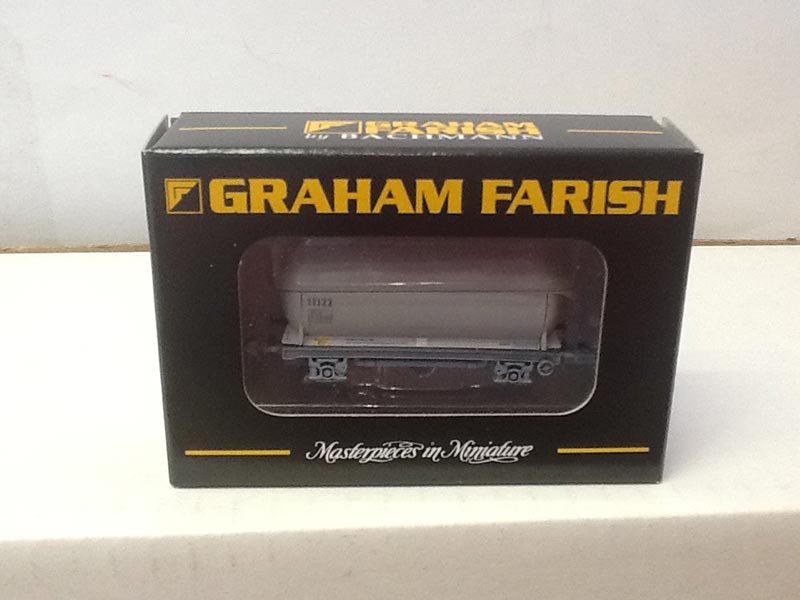 GRAHAM
FARISH
by BACHMANN
GRAHAM FARISH
Masterpieces in Miniature